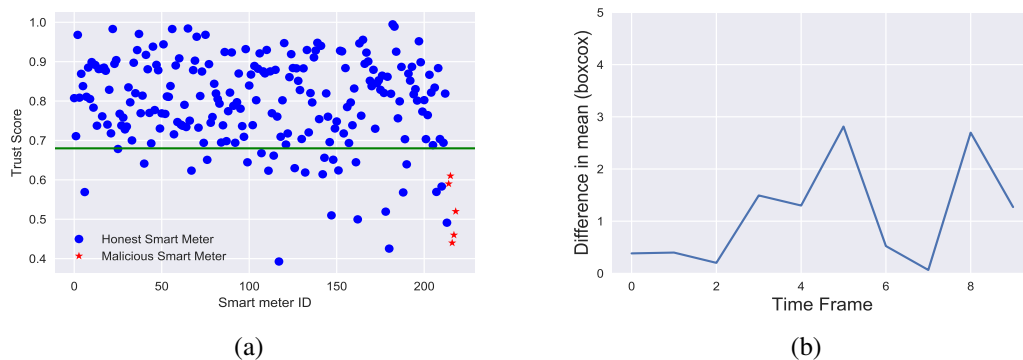 1.0
0.9
0.8
0.7
0.6
0.5
0.4
Trust Score
Honest Smart Meter
Malicious Smart Meter
0 50 100 150 200
Smart meter ID
(a)
5
4
3
2
1
0
Difference in mean (boxcox)
0 2 4 6 8
Time Frame
(b)